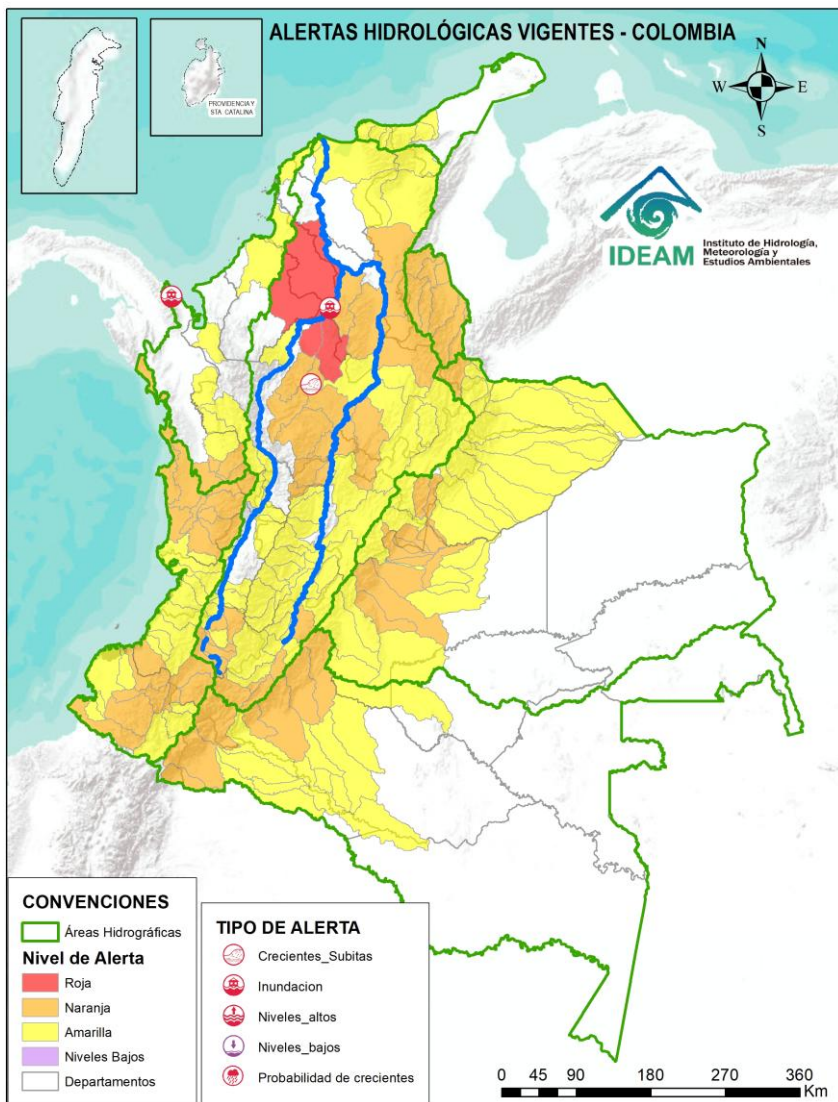 ALERTAS HIDROLÓGICAS VIGENTES - COLOMBIA
PROVIDENCIA Y
STA. CATALINA
N
W
E
S
IDEAM
Instituto de Hidrología,
Meteorología y
Estudios Ambientales
CONVENCIONES
Áreas Hidrográficas
Nivel de Alerta
Roja
Naranja
Amarilla
Niveles Bajos
Departamentos
TIPO DE ALERTA
Crecientes_Subitas
Inundacion
Niveles_altos
Niveles_bajos
Probabilidad de crecientes
0 45 90 180 270 360
Km